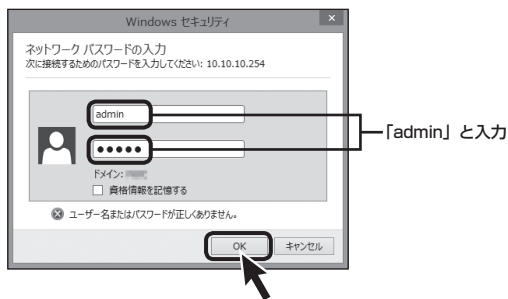 Windows セキュリティ
ネットワーク パスワードの入力
次に接続するためのパスワードを入力してください: 10.10.10.254
admin
●●●●●
「admin」と入力
ドメイン:
資格情報を記憶する
ユーザー名またはパスワードが正しくありません。
OK
キャンセル